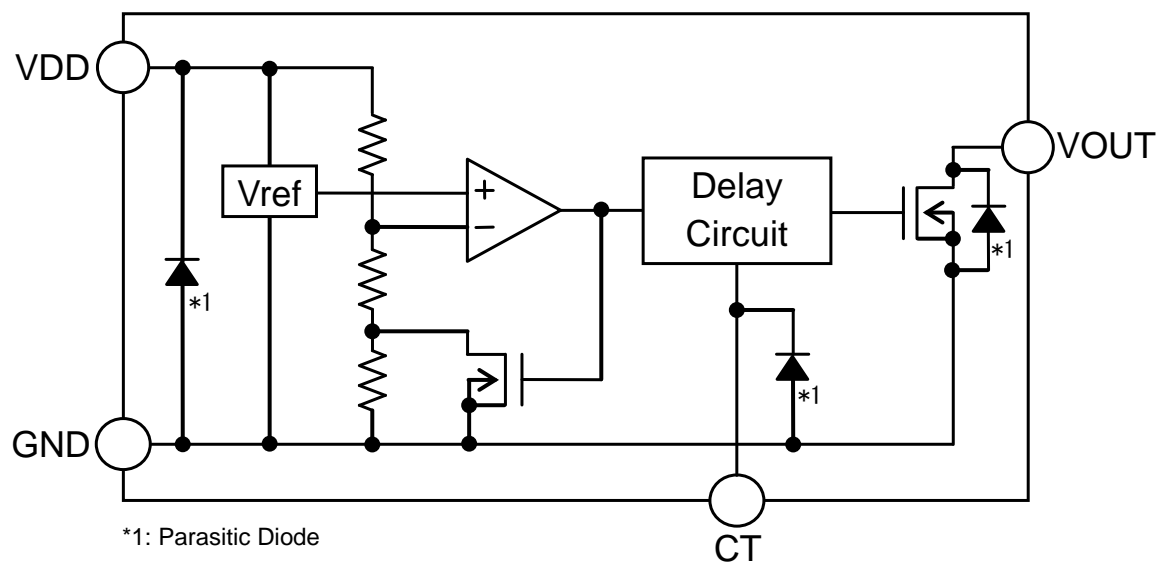 VDD
VOUT
Vref
+
−
Delay
Circuit
*1
*1
*1
GND
CT
*1: Parasitic Diode